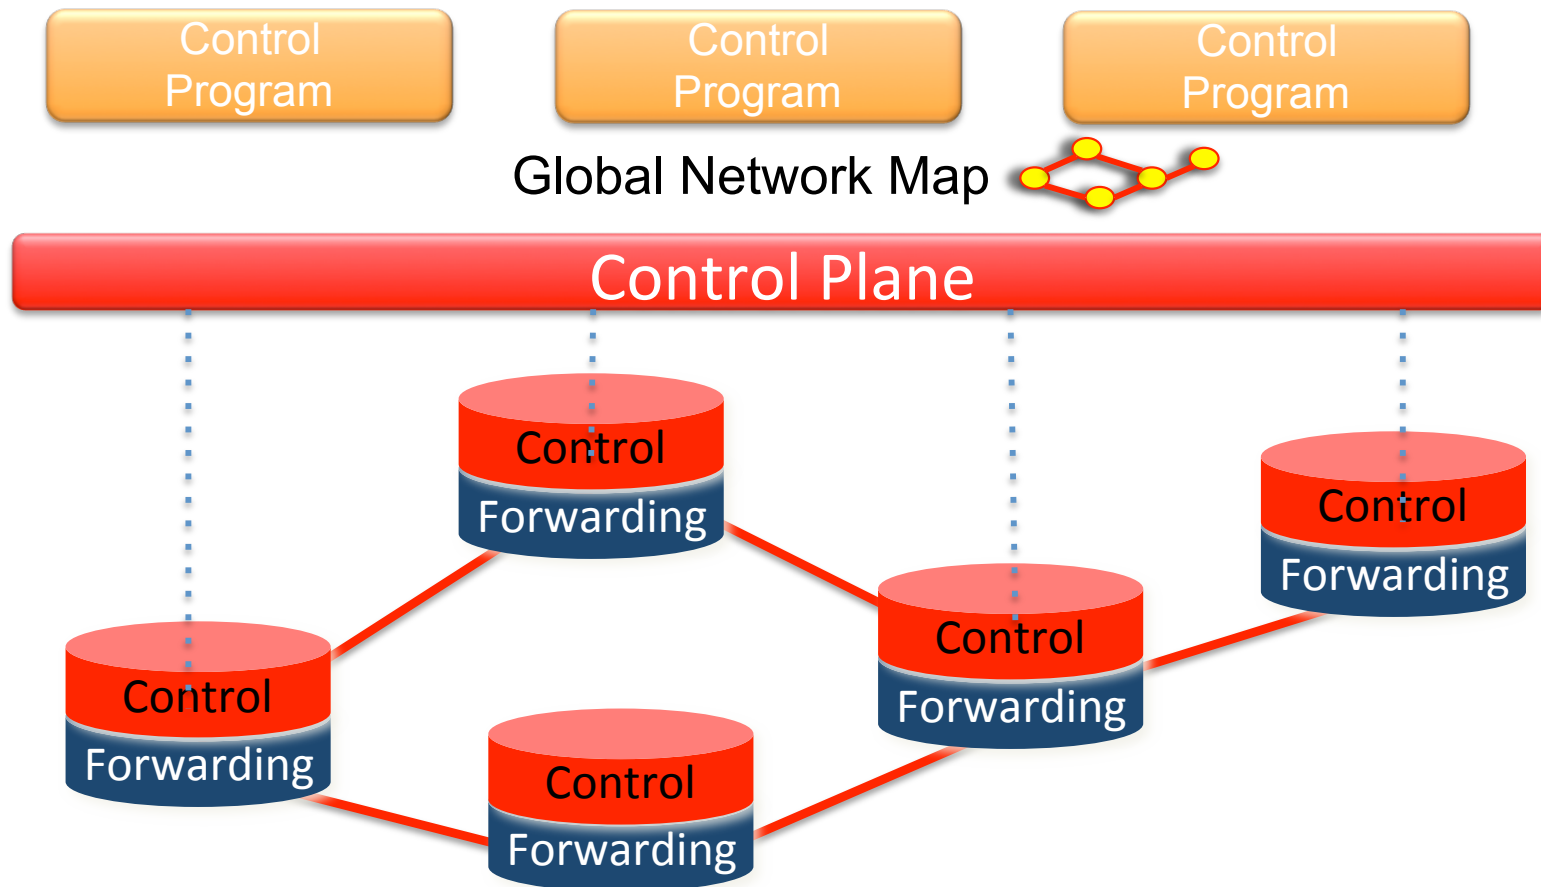 Control
Program
Control
Program
Control
Program
Global Network Map
Control Plane
Control
Forwarding
Control
Forwarding
Control
Forwarding
Control
Forwarding
Control
Forwarding